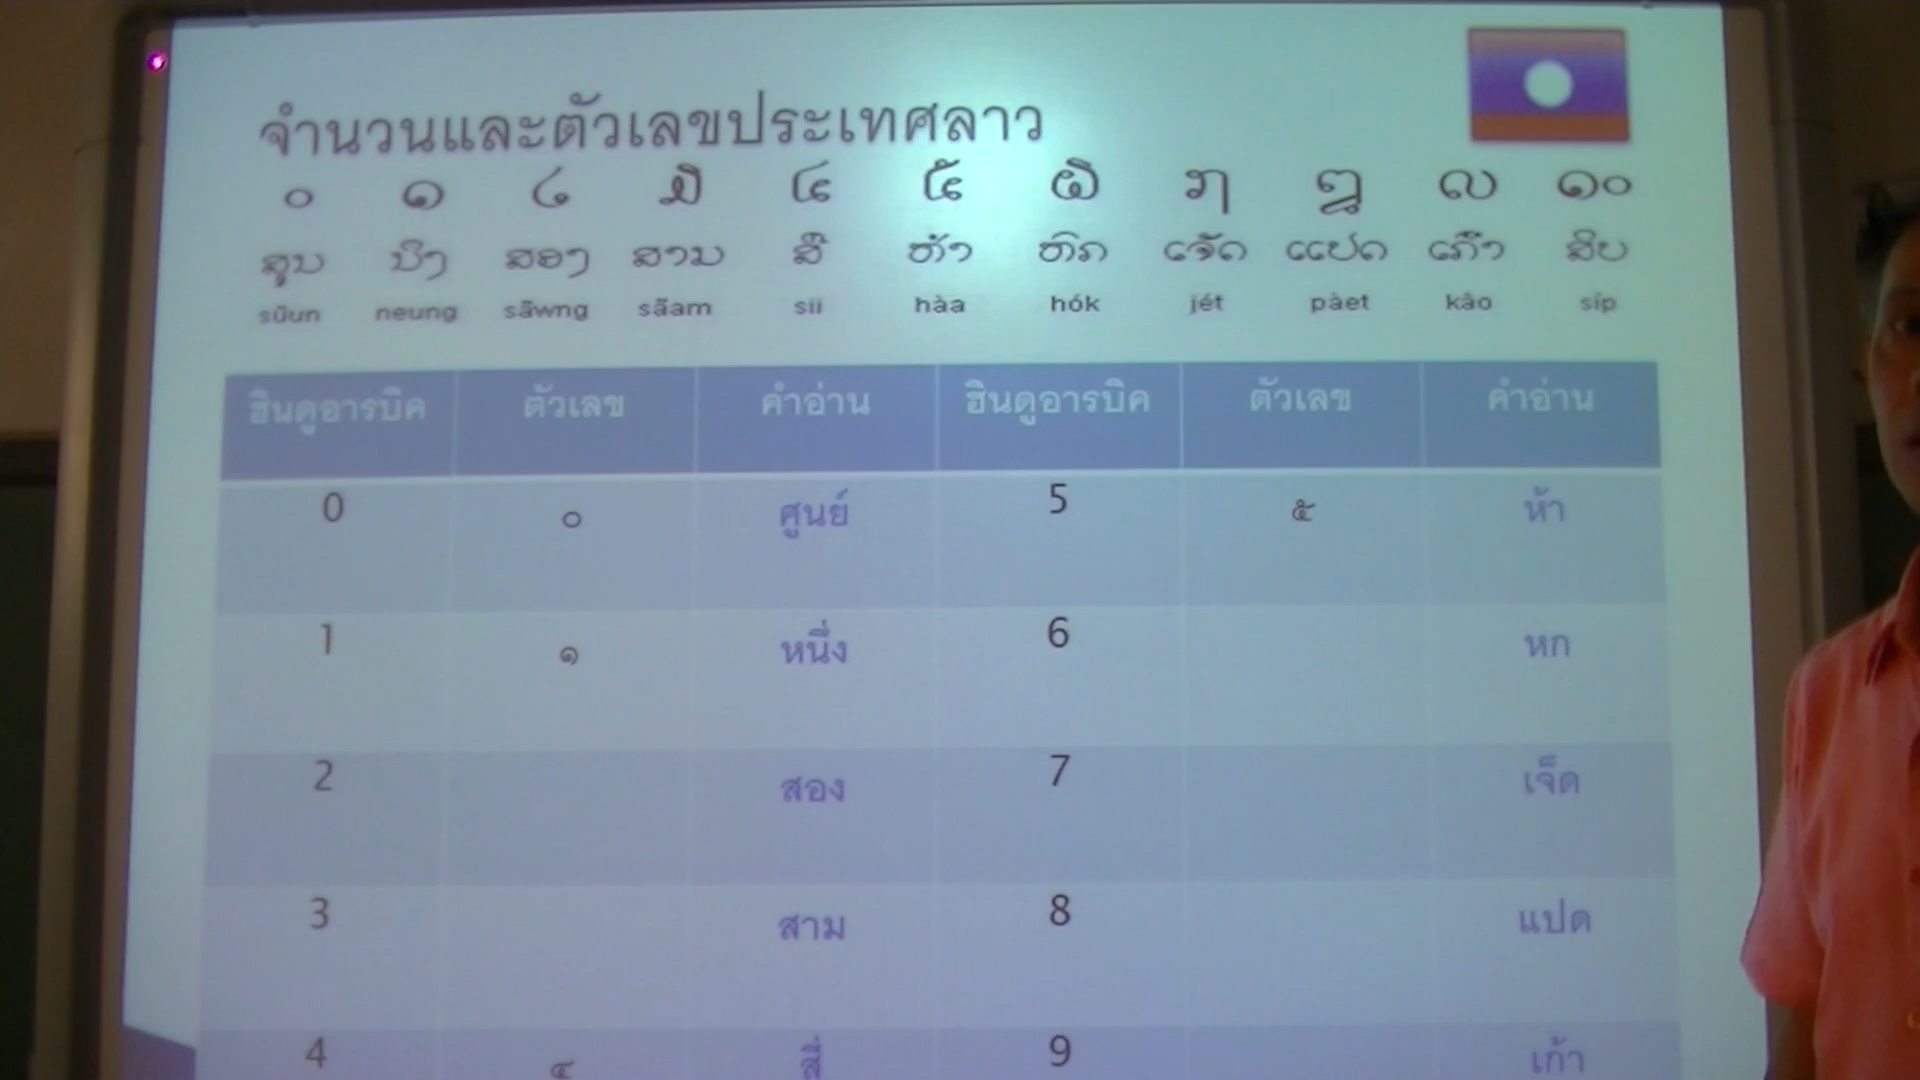 จำนวนและตัวเลขประเทศลาว
໐ ໑ ໒ ໓ ໔ ໕ ໖ ໗ ໘ ໙ ໑໐
ສູນ ນຶ່ງ ສອງ ສາມ ສີ່ ຫ້າ ຫົກ ເຈັດ ແປດ ເກົ້າ ສິບ
sǔun neung sǎwng sǎam sii hàa hók jét pàet kâo síp
ฮินดูอารบิค ตัวเลข คำอ่าน ฮินดูอารบิค ตัวเลข คำอ่าน
0 ๐ ศูนย์ 5 ๕ ห้า
1 ๑ หนึ่ง 6 หก
2 สอง 7 เจ็ด
3 สาม 8 แปด
4 ๔ สี่ 9 เก้า